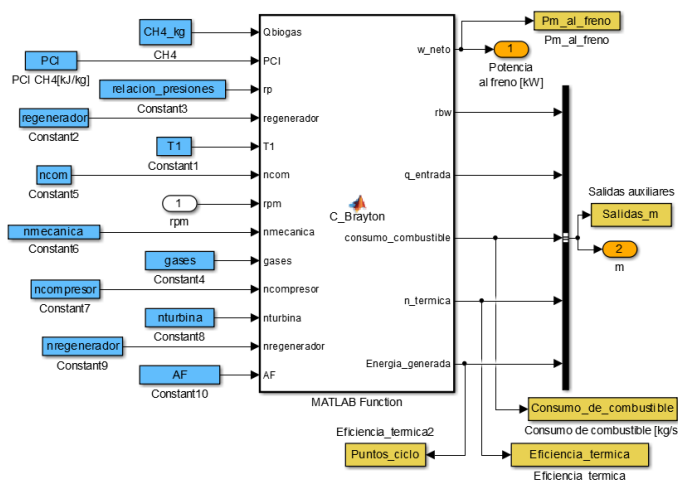 CH4_kg
CH4
PCI
PCI CH4[kJ/kg]
relacion_presiones
Constant3
regenerador
Constant2
T1
Constant1
ncom
Constant5
1
rpm
nmecanica
Constant6
gases
Constant4
ncompresor
Constant7
nturbina
Constant8
nregenerador
Constant9
AF
Constant10
Qbiogas
PCI
rp
regenerador
T1
ncom
rpm
nmecanica
gases
ncompresor
nturbina
nregenerador
AF
C_Brayton
w_neto
rbw
q_entrada
consumo_combustible
n_termica
Energia_generada
MATLAB Function
Pm_al_freno
Pm_al_freno
1
Potencia
al freno [kW]
Salidas auxiliares
Salidas_m
2
m
Consumo_de_combustible
Consumo de combustible [kg/s
Eficiencia_termica2
Puntos_ciclo
Eficiencia_termica
Eficiencia_termica